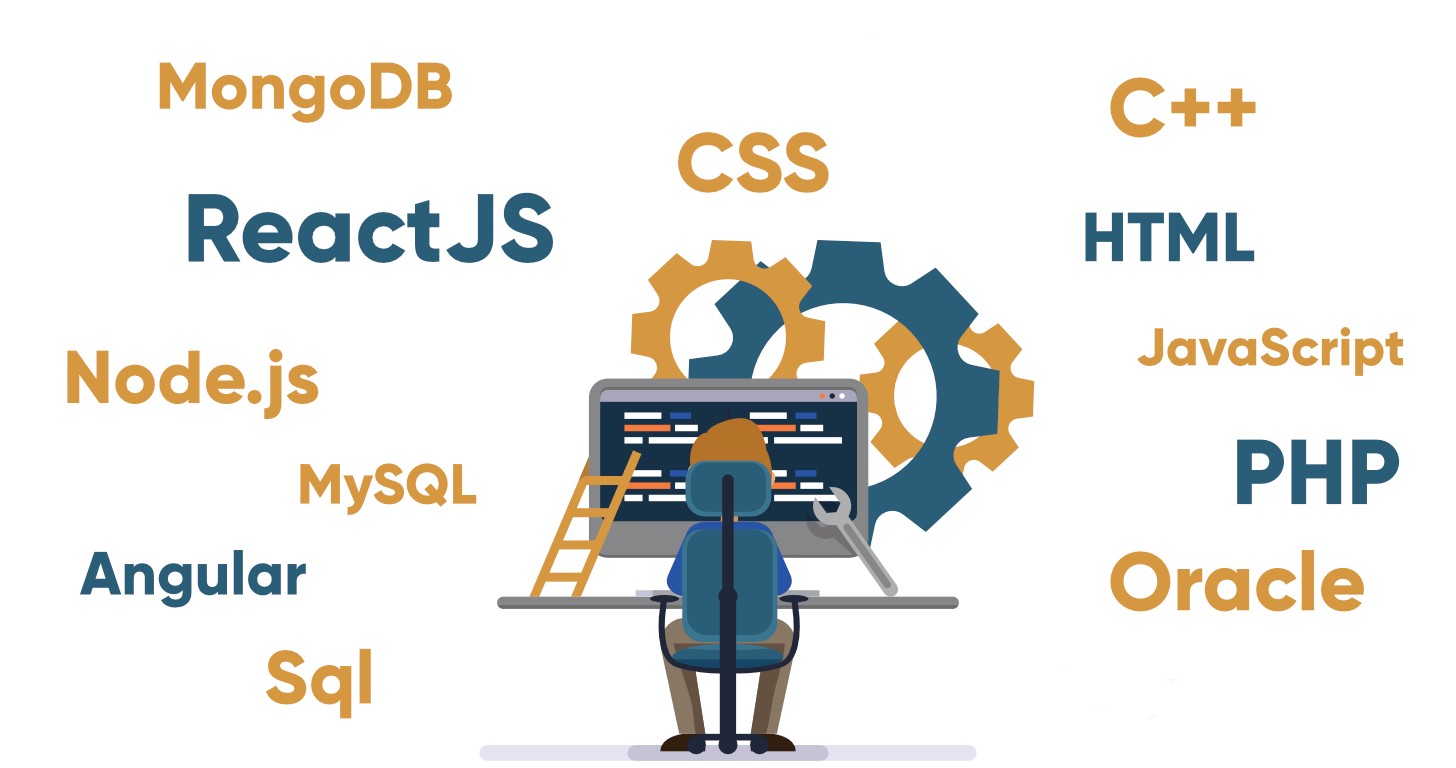 MongoDB
ReactJS
Node.js
MySQL
Angular
Sql
CSS
C++
HTML
JavaScript
PHP
Oracle